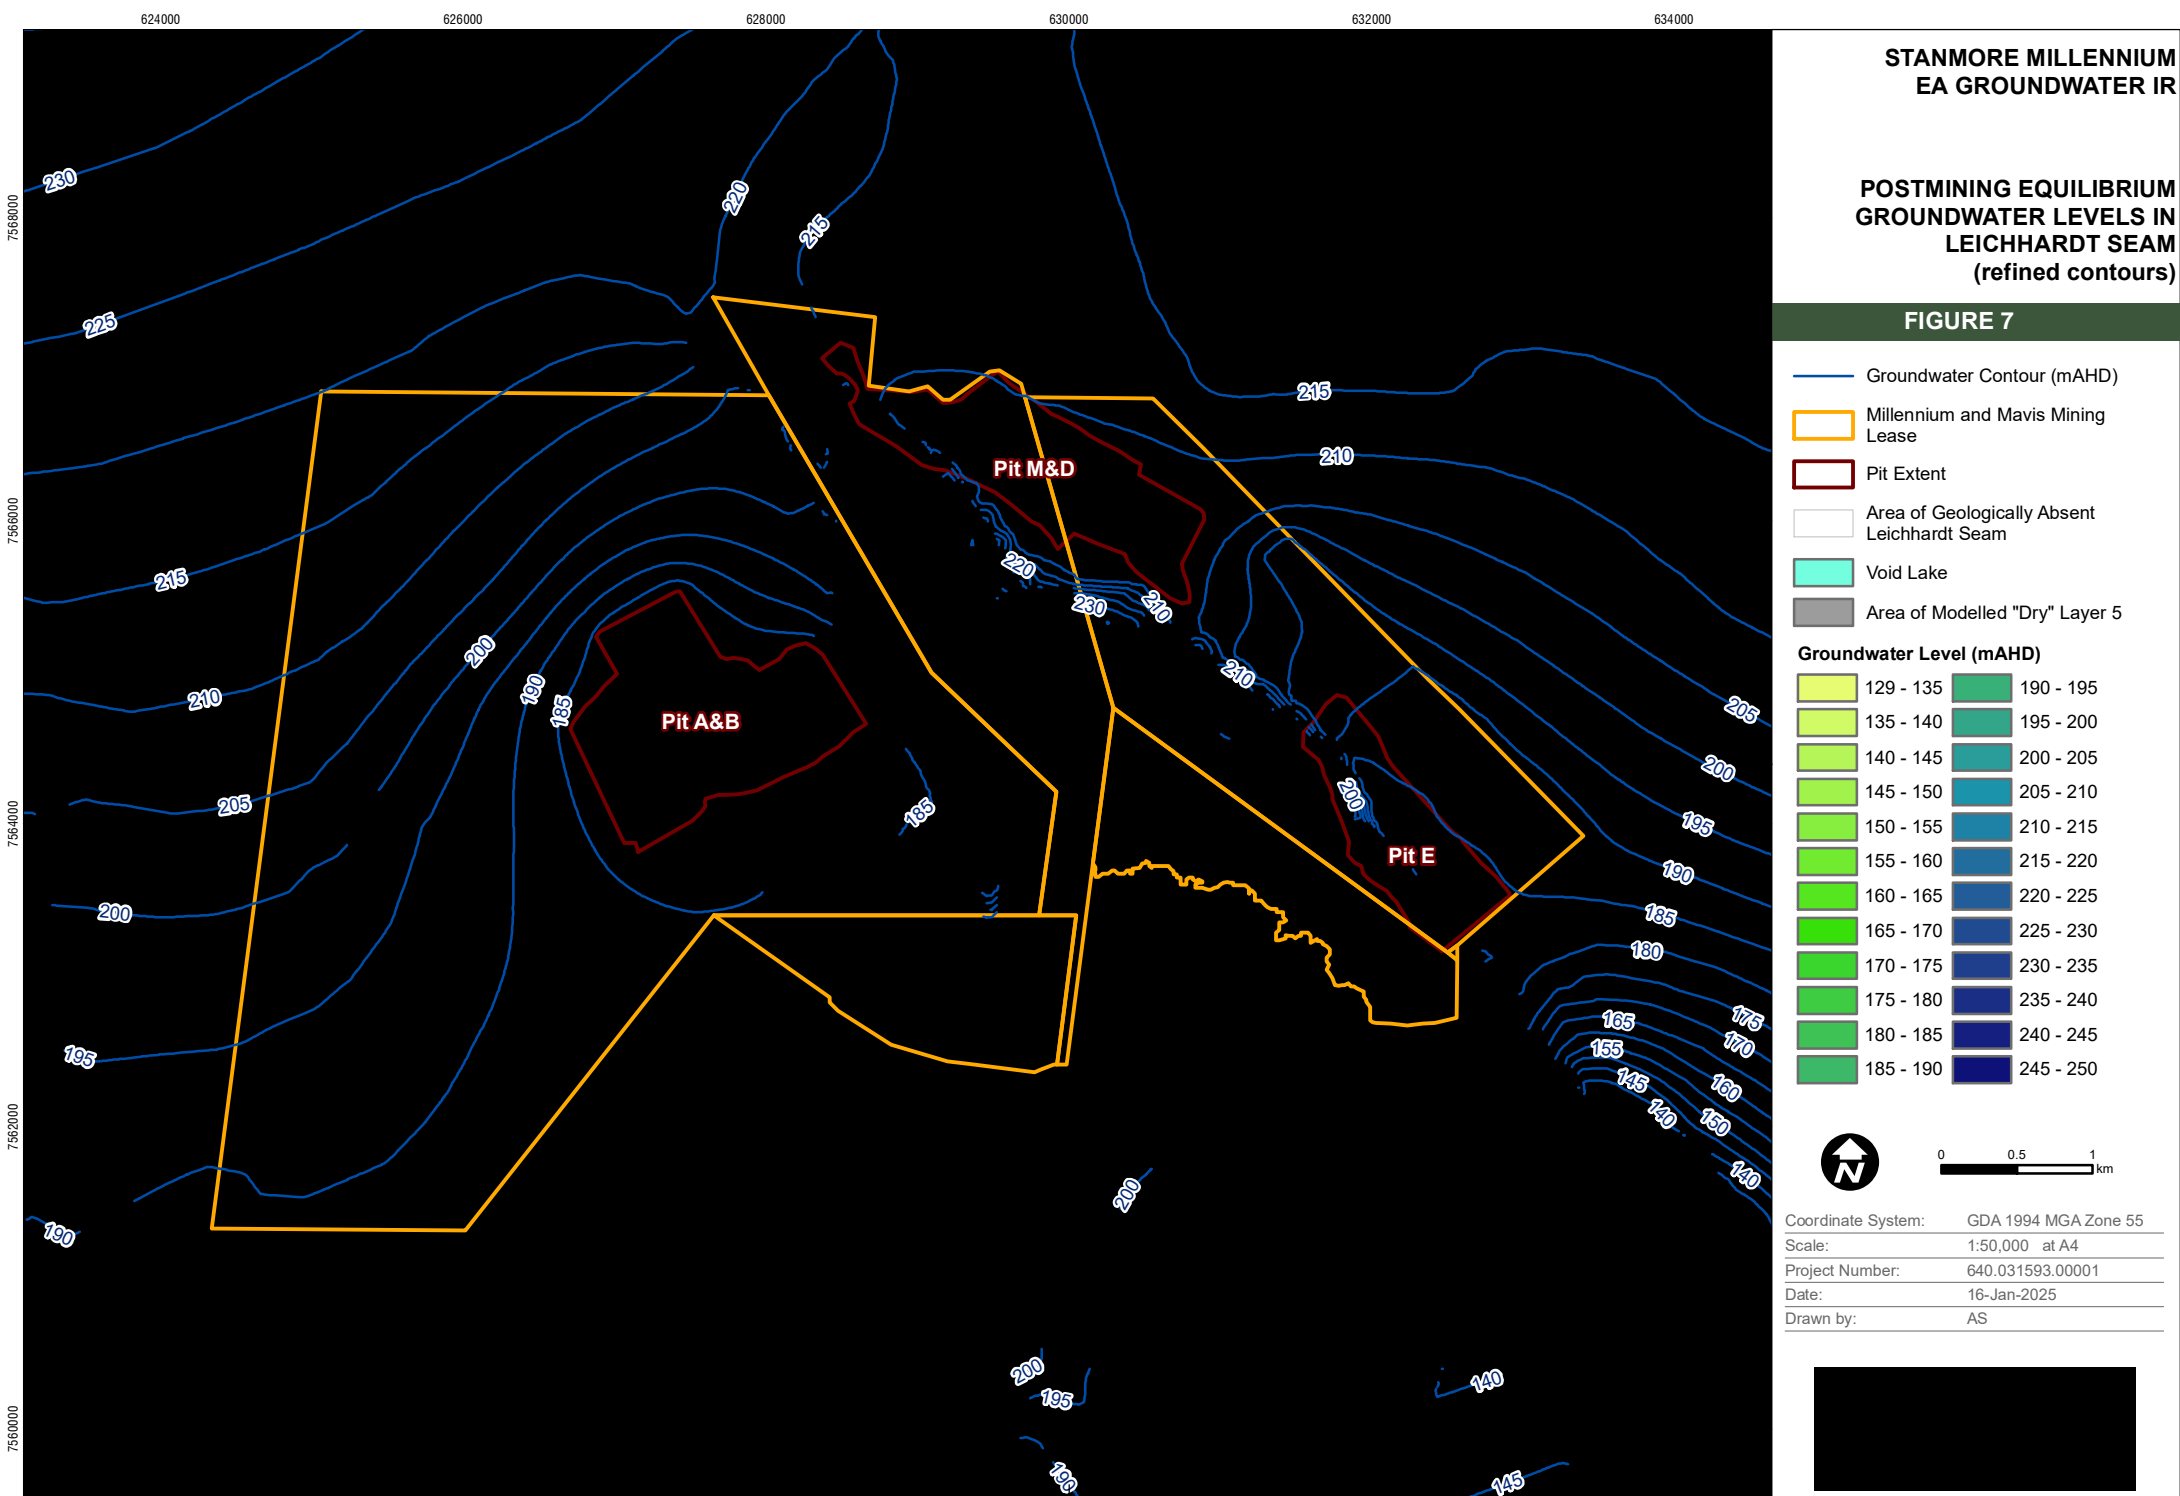 624000
626000
628000
630000
632000
634000
7568000
7566000
7564000
7562000
7560000
230
220
215
225
215
210
Pit M&D
220
215
230
210
200
210
190
185
210
205
Pit A&B
200
205
185
200
195
Pit E
190
200
185
180
195
175
165
170
155
145
160
140
150
140
200
190
200
195
140
190
145
STANMORE MILLENNIUM
EA GROUNDWATER IR
POSTMINING EQUILIBRIUM
GROUNDWATER LEVELS IN
LEICHHARDT SEAM
(refined contours)
FIGURE 7
Groundwater Contour (mAHD)
Millennium and Mavis Mining
Lease
Pit Extent
Area of Geologically Absent
Leichhardt Seam
Void Lake
Area of Modelled "Dry" Layer 5
Groundwater Level (mAHD)
129 - 135 190 - 195
135 - 140 195 - 200
140 - 145 200 - 205
145 - 150 205 - 210
150 - 155 210 - 215
155 - 160 215 - 220
160 - 165 220 - 225
165 - 170 225 - 230
170 - 175 230 - 235
175 - 180 235 - 240
180 - 185 240 - 245
185 - 190 245 - 250
N
0 0.5 1
km
Coordinate System: GDA 1994 MGA Zone 55
Scale: 1:50,000 at A4
Project Number: 640.031593.00001
Date: 16-Jan-2025
Drawn by: AS